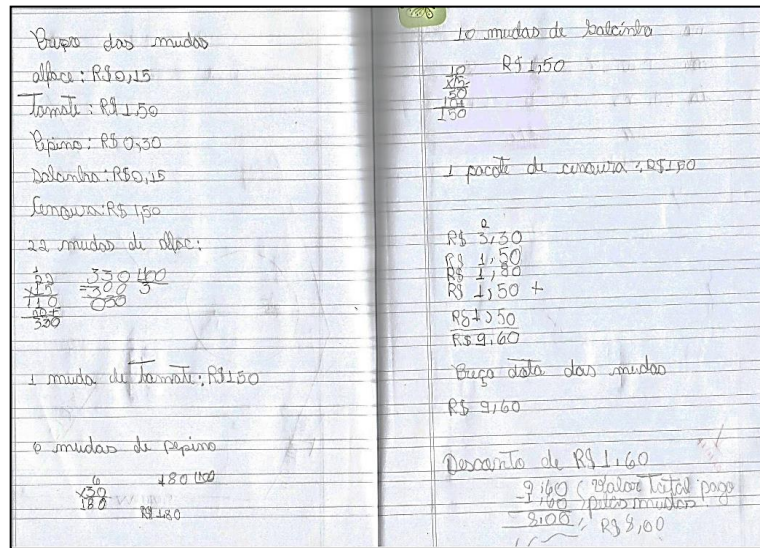 Preço das mudas
alface: R$0,15
Tomate: R$1,50
Pepino: R$ 0,30
Salsinha: R$0,15
Cenoura: R$ 1,50
22 mudas de alfac:
22 330 100
x15 =300 3
110 030
22+
330
1 muda de tomate: R$1,50
6 mudas de pepino
6 180 100
x30
180 R$ 1,80
10 mudas de salcinha
10 R$ 1,50
x15
50
10+
150
1 pacote de cenoura: R$1,50
2
R$ 3,30
R$ 1,50
R$ 1,80
R$ 1,50 +
R$ 1,50
R$ 9,60
Preço das mudas
R$ 9,60
Desconto de R$ 1,60
9,60 Valor total pago
-1,60 pelas mudas
8,00 R$ 8,00